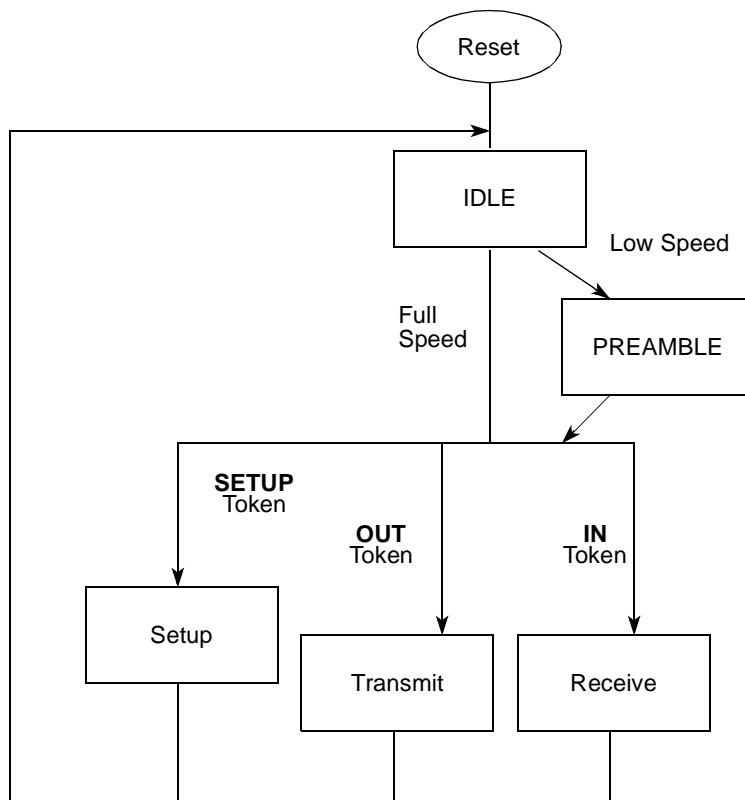 Reset
IDLE
Low Speed
Full
Speed
PREAMBLE
SETUP
Token
OUT
Token
IN
Token
Setup
Transmit
Receive